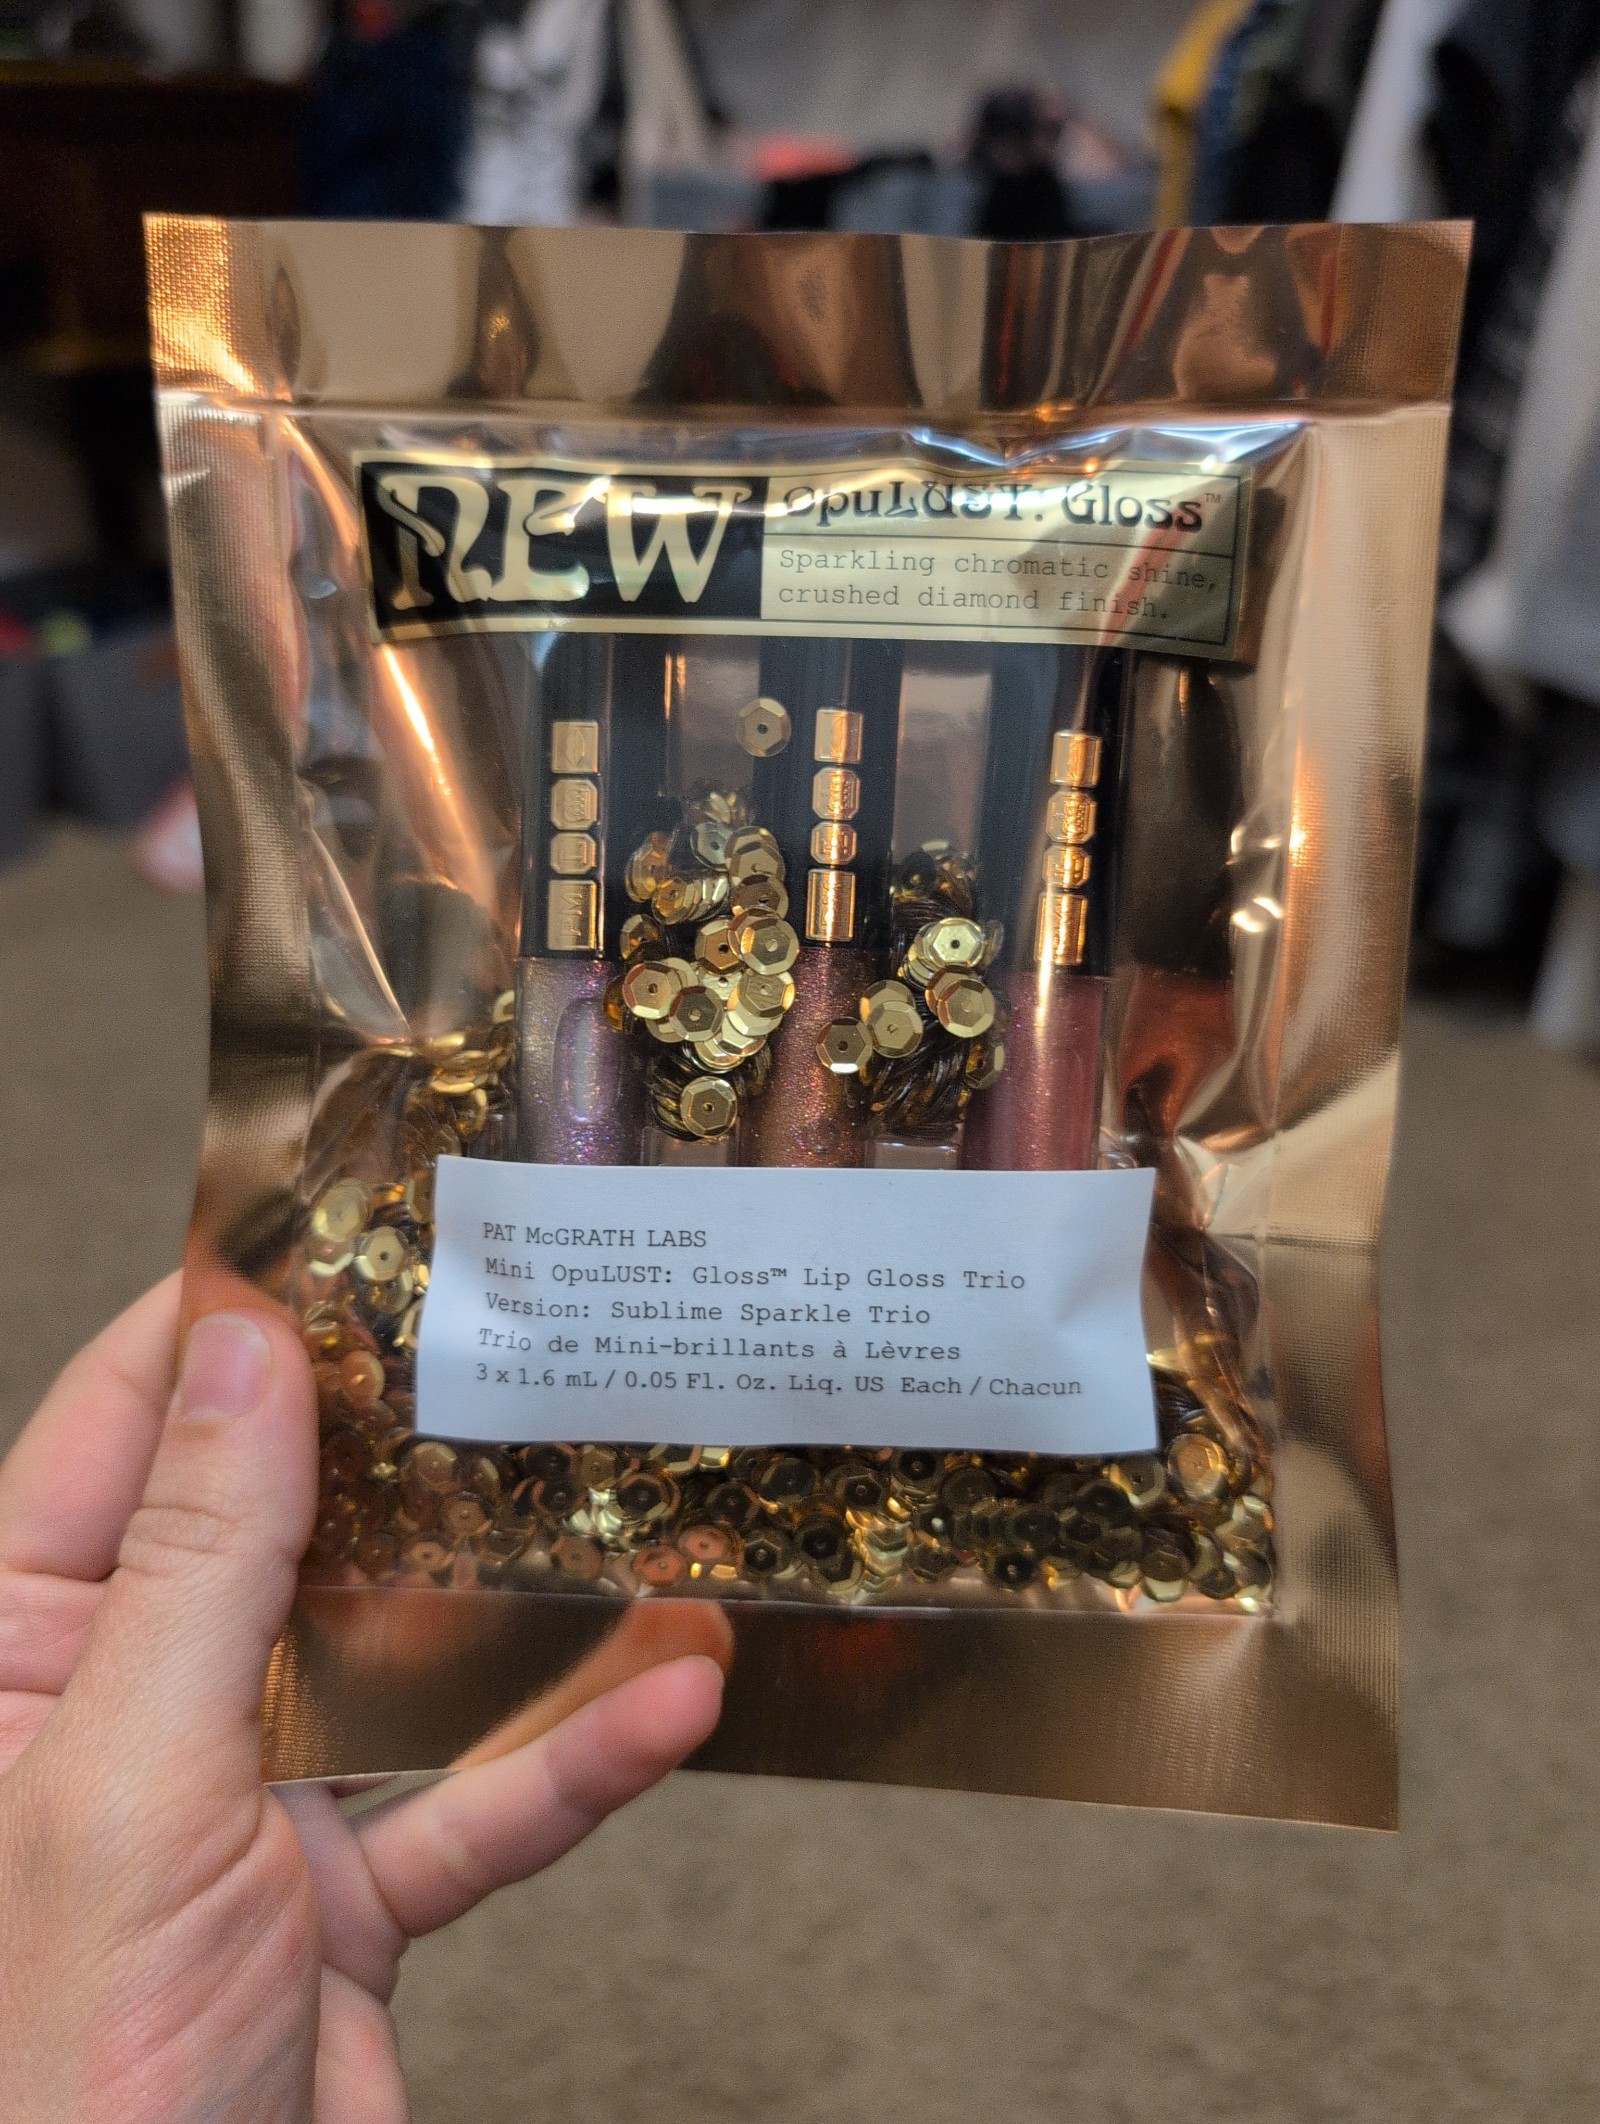 NEW
OpuLUST: Gloss™
Sparkling chromatic shine,
crushed diamond finish.
PAT McGRATH LABS
Mini OpuLUST: Gloss™ Lip Gloss Trio
Version: Sublime Sparkle Trio
Trio de Mini-brillants à Lèvres
3 x 1.6 mL / 0.05 Fl. Oz. Liq. US Each / Chacun